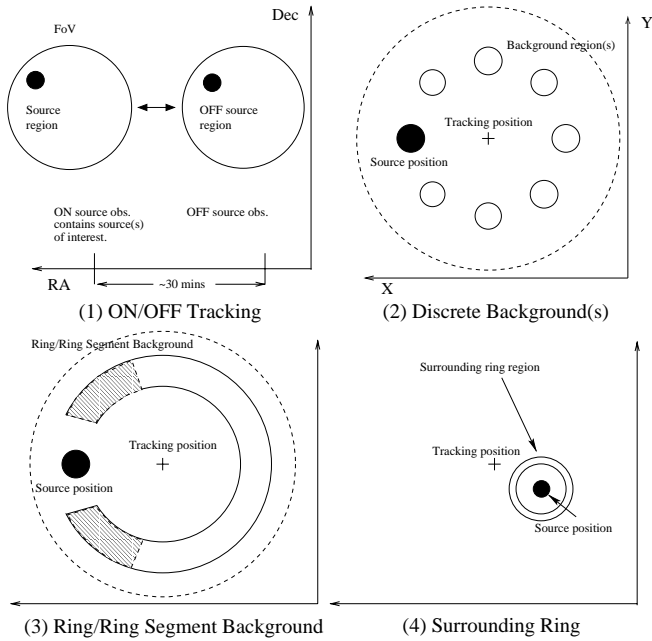 Dec
FoV
Source
region
OFF source
region
ON source obs.
contains source(s)
of interest.
OFF source obs.
RA
~30 mins
(1) ON/OFF Tracking
Y
Background region(s)
Tracking position
Source position
X
(2) Discrete Background(s)
Ring/Ring Segment Background
Tracking position
Source position
(3) Ring/Ring Segment Background
Surrounding ring region
Tracking position
Source position
(4) Surrounding Ring